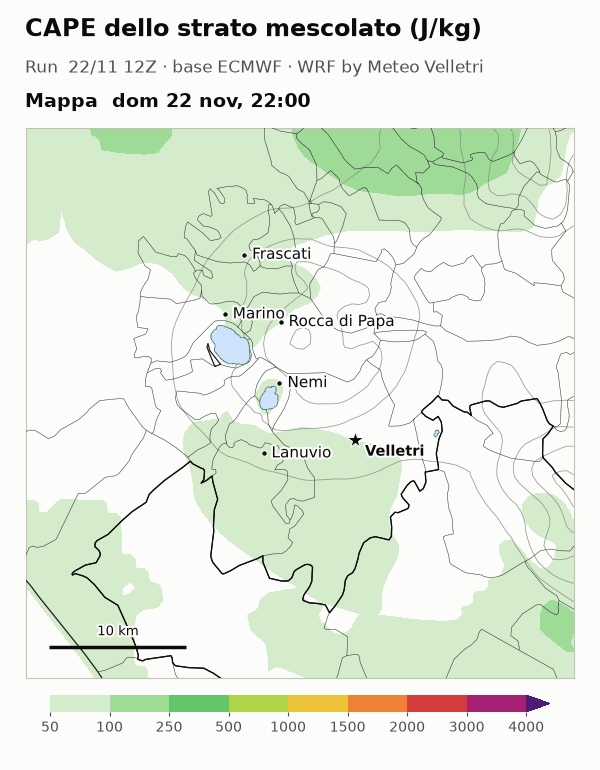 CAPE dello strato mescolato (J/kg)
Run  22/11 12Z · base ECMWF · WRF by Meteo Velletri
Mappa  dom 22 nov, 22:00
Frascati
Marino
Rocca di Papa
Nemi
Velletri
Lanuvio
10 km
50 100 250 500 1000 1500 2000 3000 4000